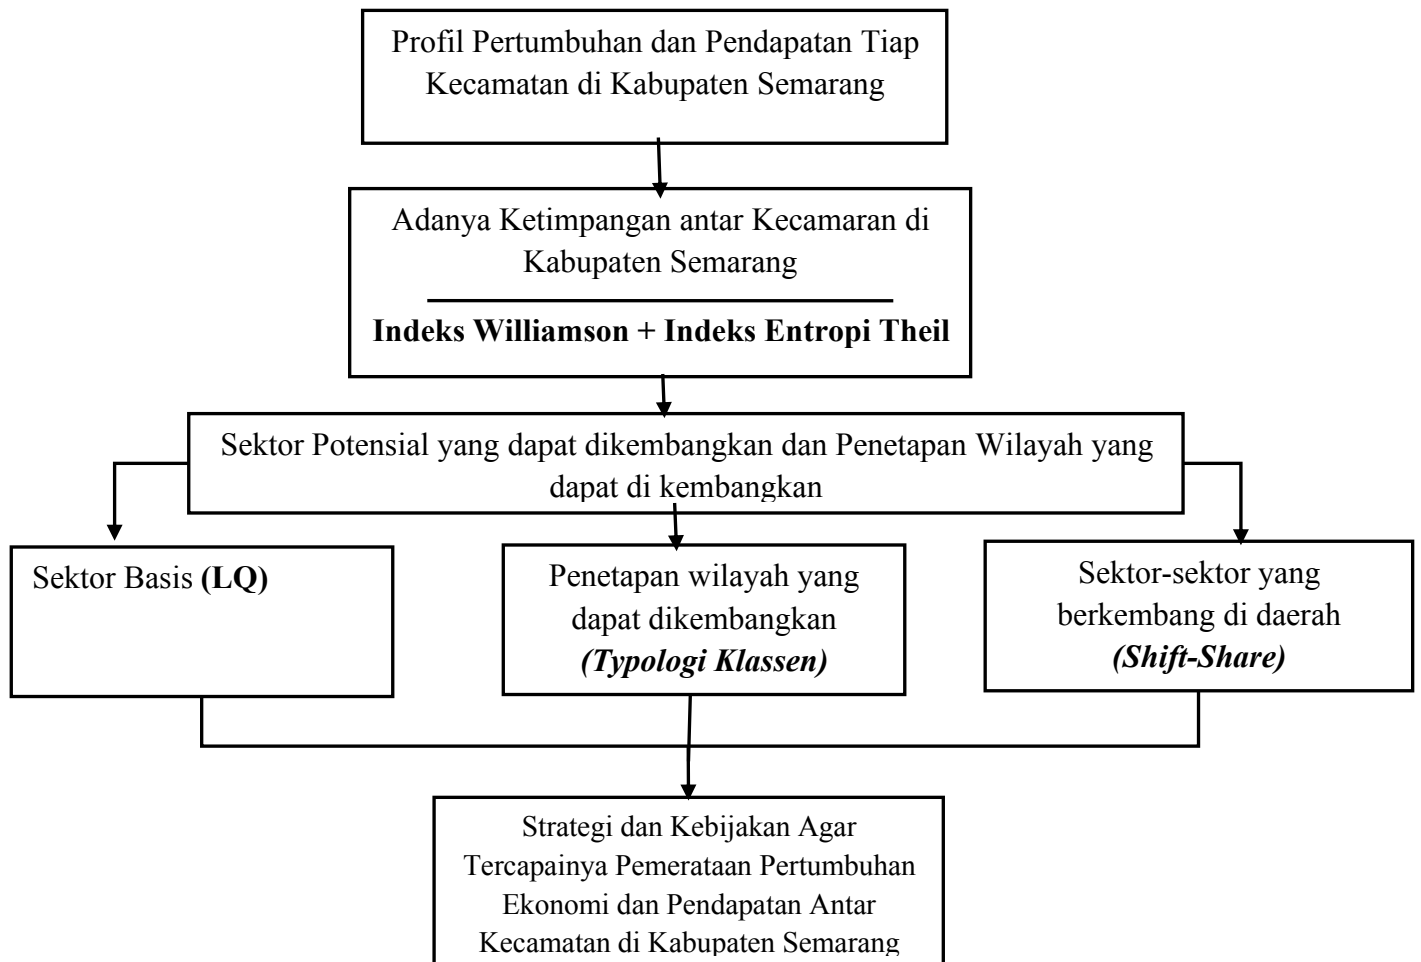 Profil Pertumbuhan dan Pendapatan Tiap
Kecamatan di Kabupaten Semarang
Adanya Ketimpangan antar Kecamaran di
Kabupaten Semarang
Indeks Williamson + Indeks Entropi Theil
Sektor Potensial yang dapat dikembangkan dan Penetapan Wilayah yang
dapat di kembangkan
Sektor Basis (LQ)
Penetapan wilayah yang
dapat dikembangkan
(Typologi Klassen)
Sektor-sektor yang
berkembang di daerah
(Shift-Share)
Strategi dan Kebijakan Agar
Tercapainya Pemerataan Pertumbuhan
Ekonomi dan Pendapatan Antar
Kecamatan di Kabupaten Semarang